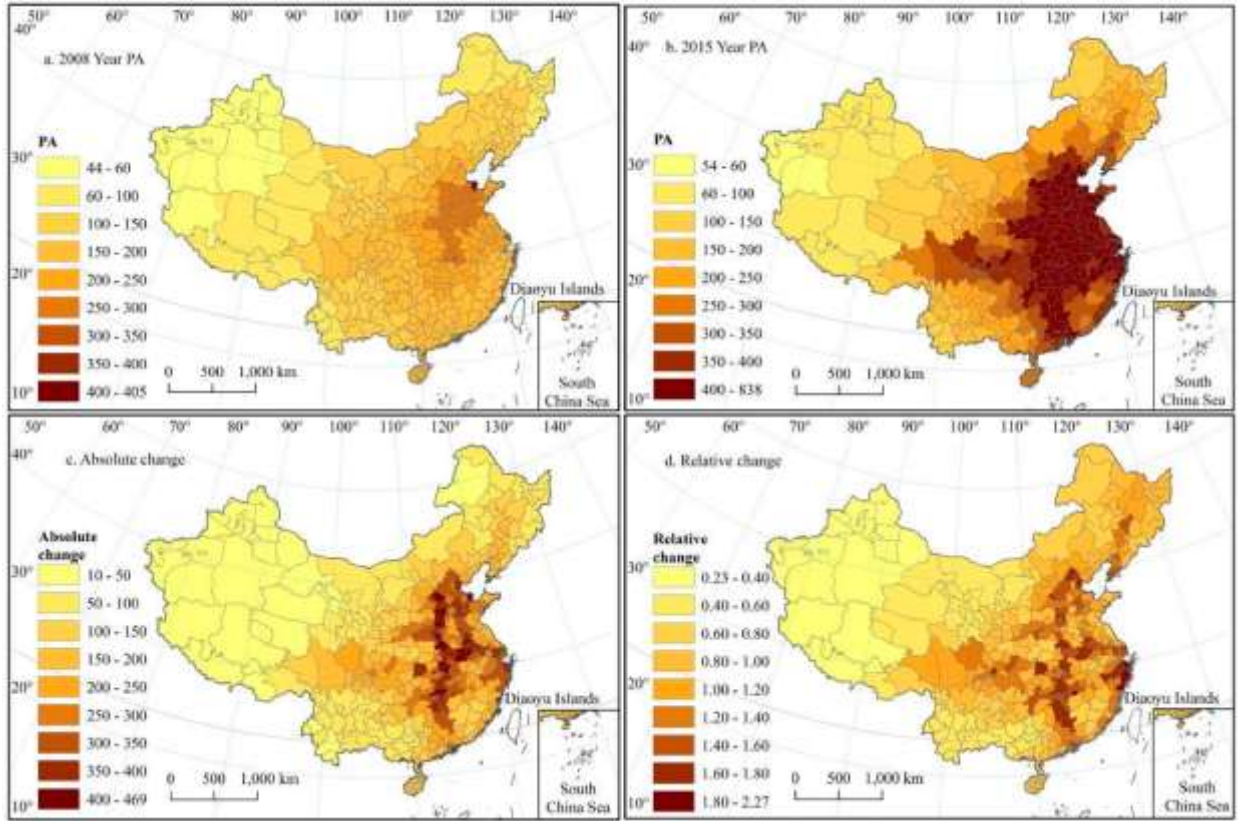 50° 60° 70° 80° 90° 100° 110° 120° 130° 140° 150°
40°
a. 2008 Year PA
PA
44 - 60
60 - 100
100 - 150
150 - 200
200 - 250
250 - 300
300 - 350
350 - 400
400 - 405
30°
20°
10°
0 500 1,000 km
Diaoyu Islands
South
China Sea
50° 60° 70° 80° 90° 100° 110° 120° 130° 140° 150°
40°
b. 2015 Year PA
PA
54 - 60
60 - 100
100 - 150
150 - 200
200 - 250
250 - 300
300 - 350
350 - 400
400 - 838
30°
20°
10°
0 500 1,000 km
Diaoyu Islands
South
China Sea
50° 60° 70° 80° 90° 100° 110° 120° 130° 140° 150°
40°
c. Absolute change
Absolute
change
10 - 50
50 - 100
100 - 150
150 - 200
200 - 250
250 - 300
300 - 350
350 - 400
400 - 469
30°
20°
10°
0 500 1,000 km
Diaoyu Islands
South
China Sea
50° 60° 70° 80° 90° 100° 110° 120° 130° 140° 150°
40°
d. Relative change
Relative
change
0.23 - 0.40
0.40 - 0.60
0.60 - 0.80
0.80 - 1.00
1.00 - 1.20
1.20 - 1.40
1.40 - 1.60
1.60 - 1.80
1.80 - 2.27
30°
20°
10°
0 500 1,000 km
Diaoyu Islands
South
China Sea